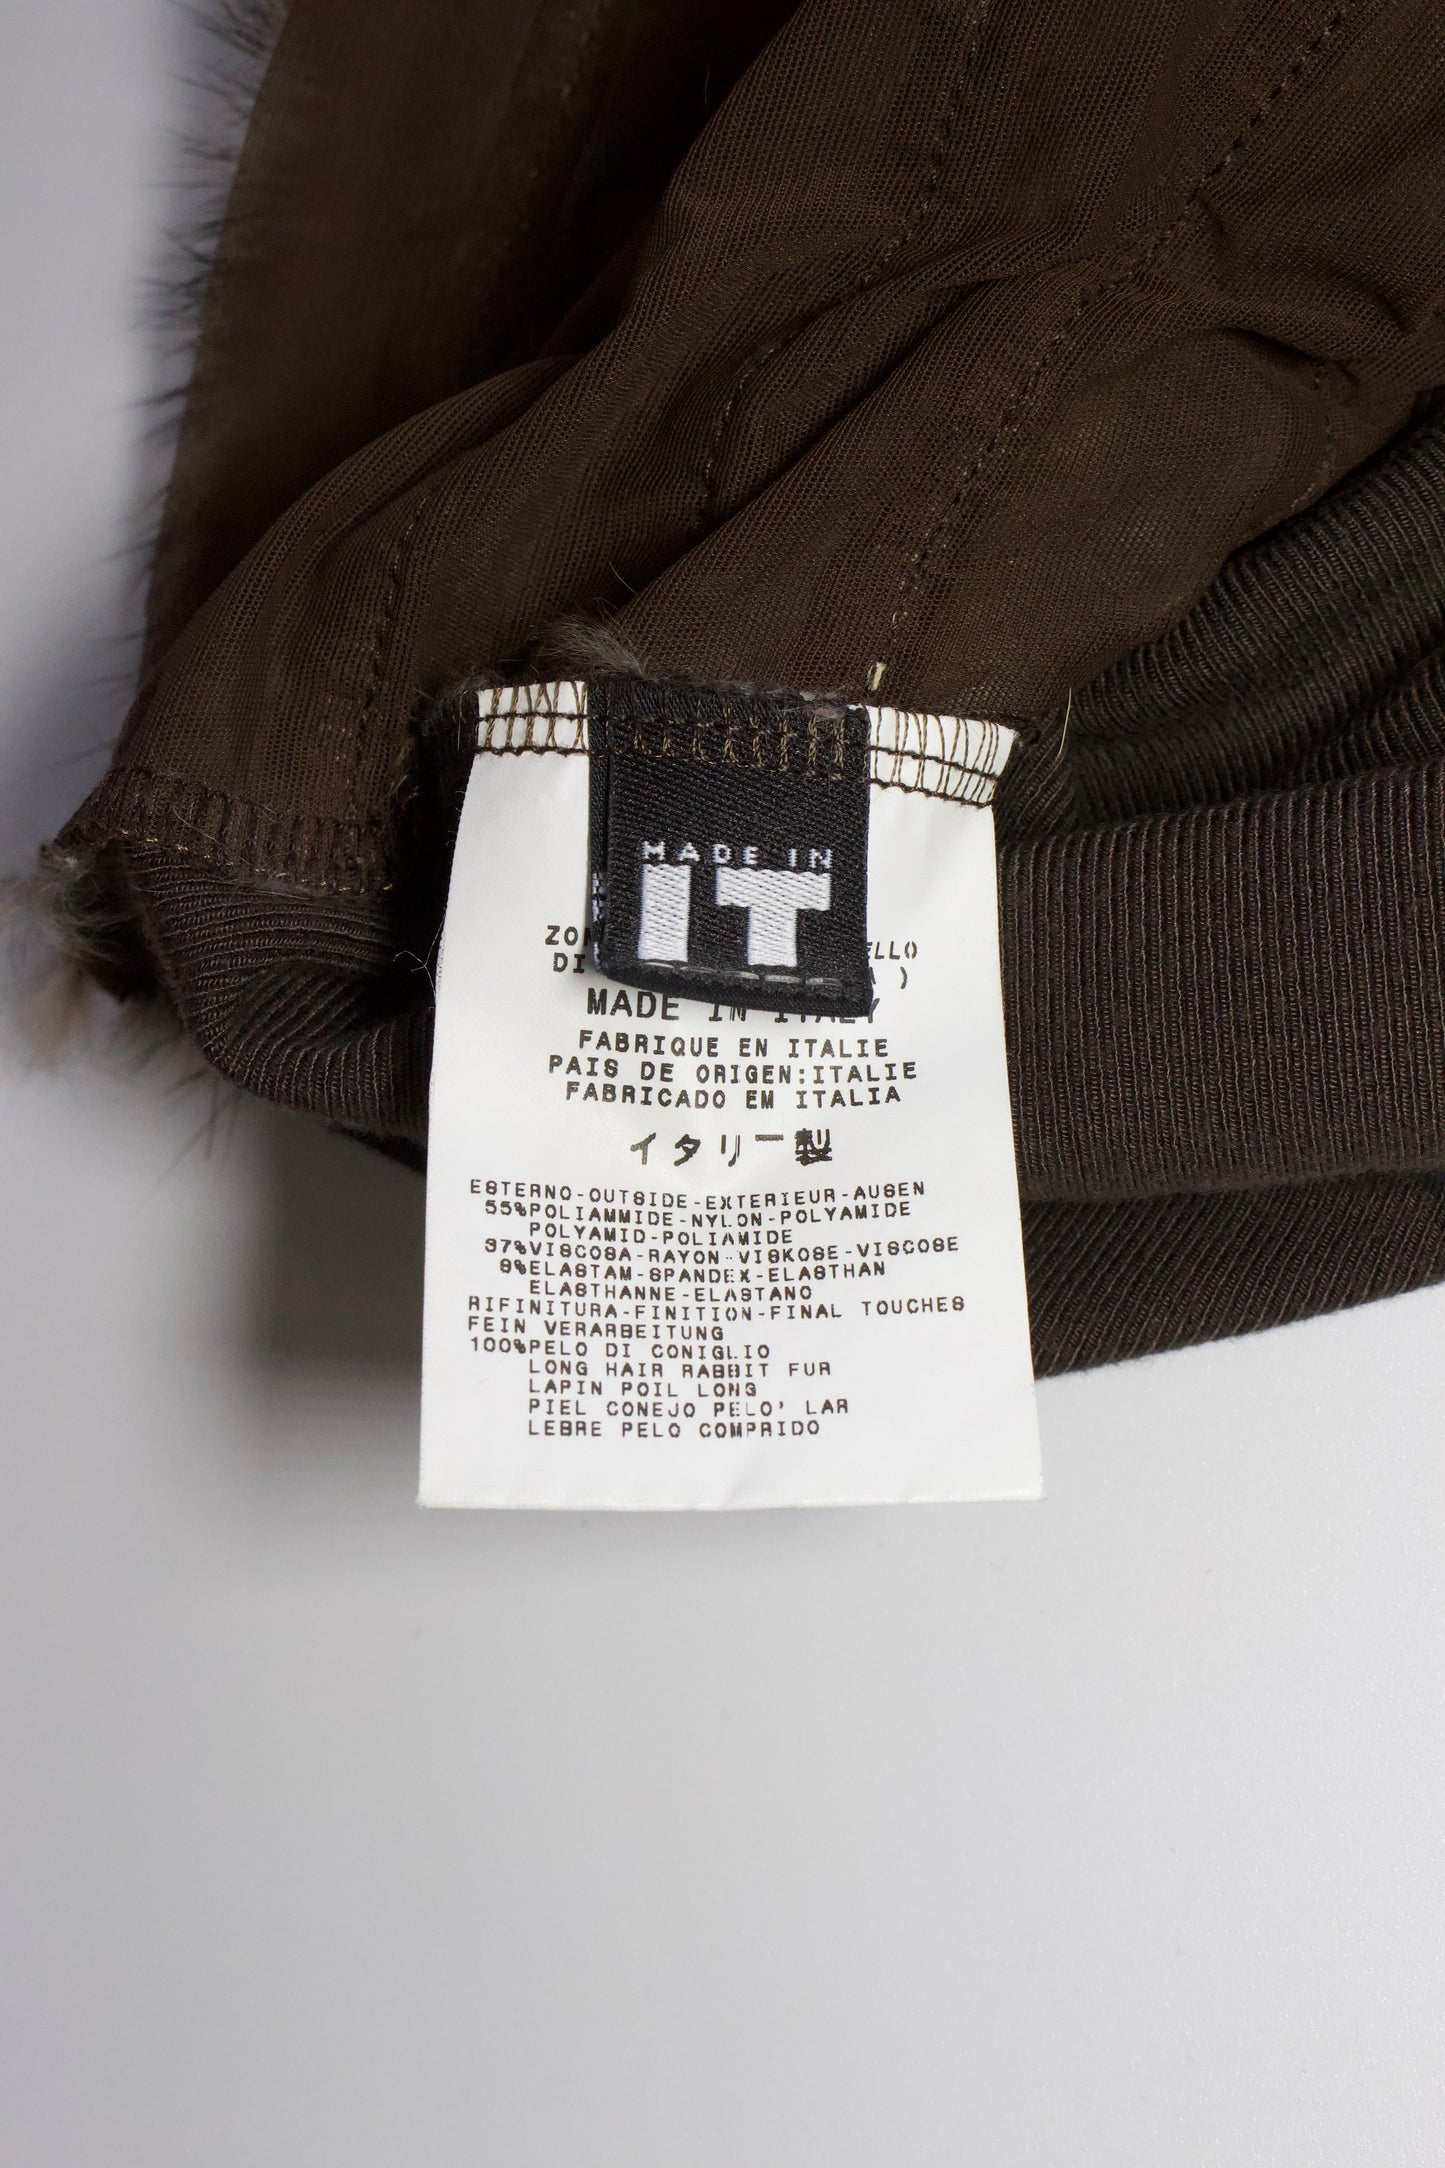 MADE IN
IT
DI
MADE IN ITALY
FABRIQUE EN ITALIE
PAIS DE ORIGEN:ITALIE
FABRICADO EM ITALIA
イタリー製
ESTERNO-OUTSIDE-EXTERIEUR-AUSEN
55%POLIAMMIDE-NYLON-POLYAMIDE
POLYAMID-POLIAMIDE
37%VISCOSA-RAYON-VISKOSE-VISCOSE
8%ELASTAM-SPANDEX-ELASTHAN
ELASTHANNE-ELASTANO
RIFINITURA-FINITION-FINAL TOUCHES
FEIN VERARBEITUNG
100%PELO DI CONIGLIO
LONG HAIR RABBIT FUR
LAPIN POIL LONG
PIEL CONEJO PELO' LAR
LEBRE PELO COMPRIDO